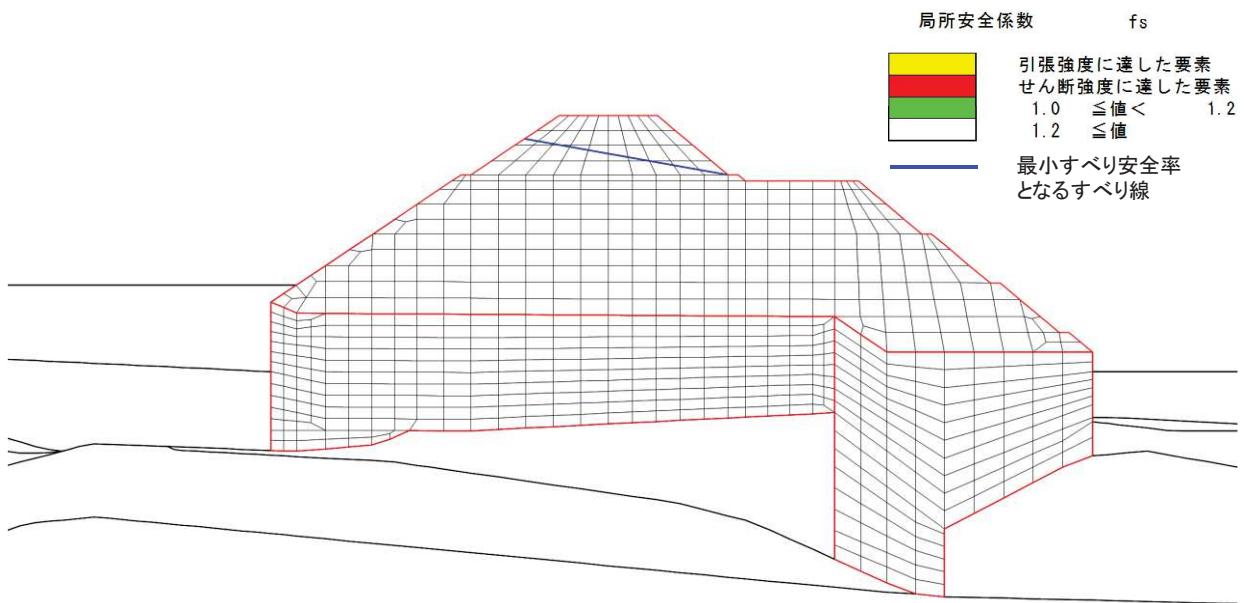 局所安全係数 fs
引張強度に達した要素
せん断強度に達した要素
1.0 ≦値< 1.2
1.2 ≦値
最小すべり安全率
となるすべり線